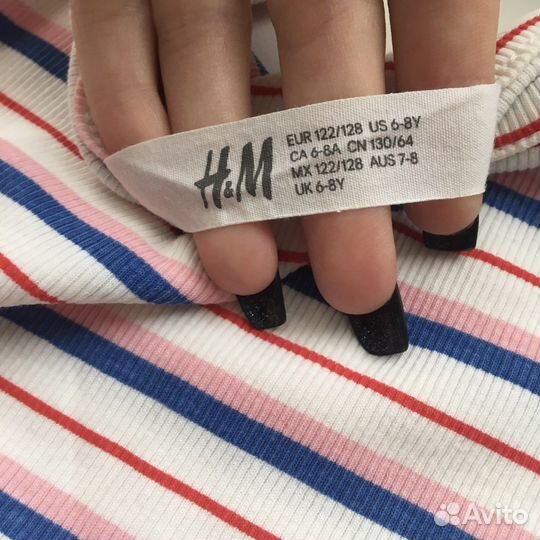 H&M
EUR 122/128 US 6-8Y
CA 6-8A CN 130/64
MX 122/128 AUS 7-8
UK 6-8Y
Avito